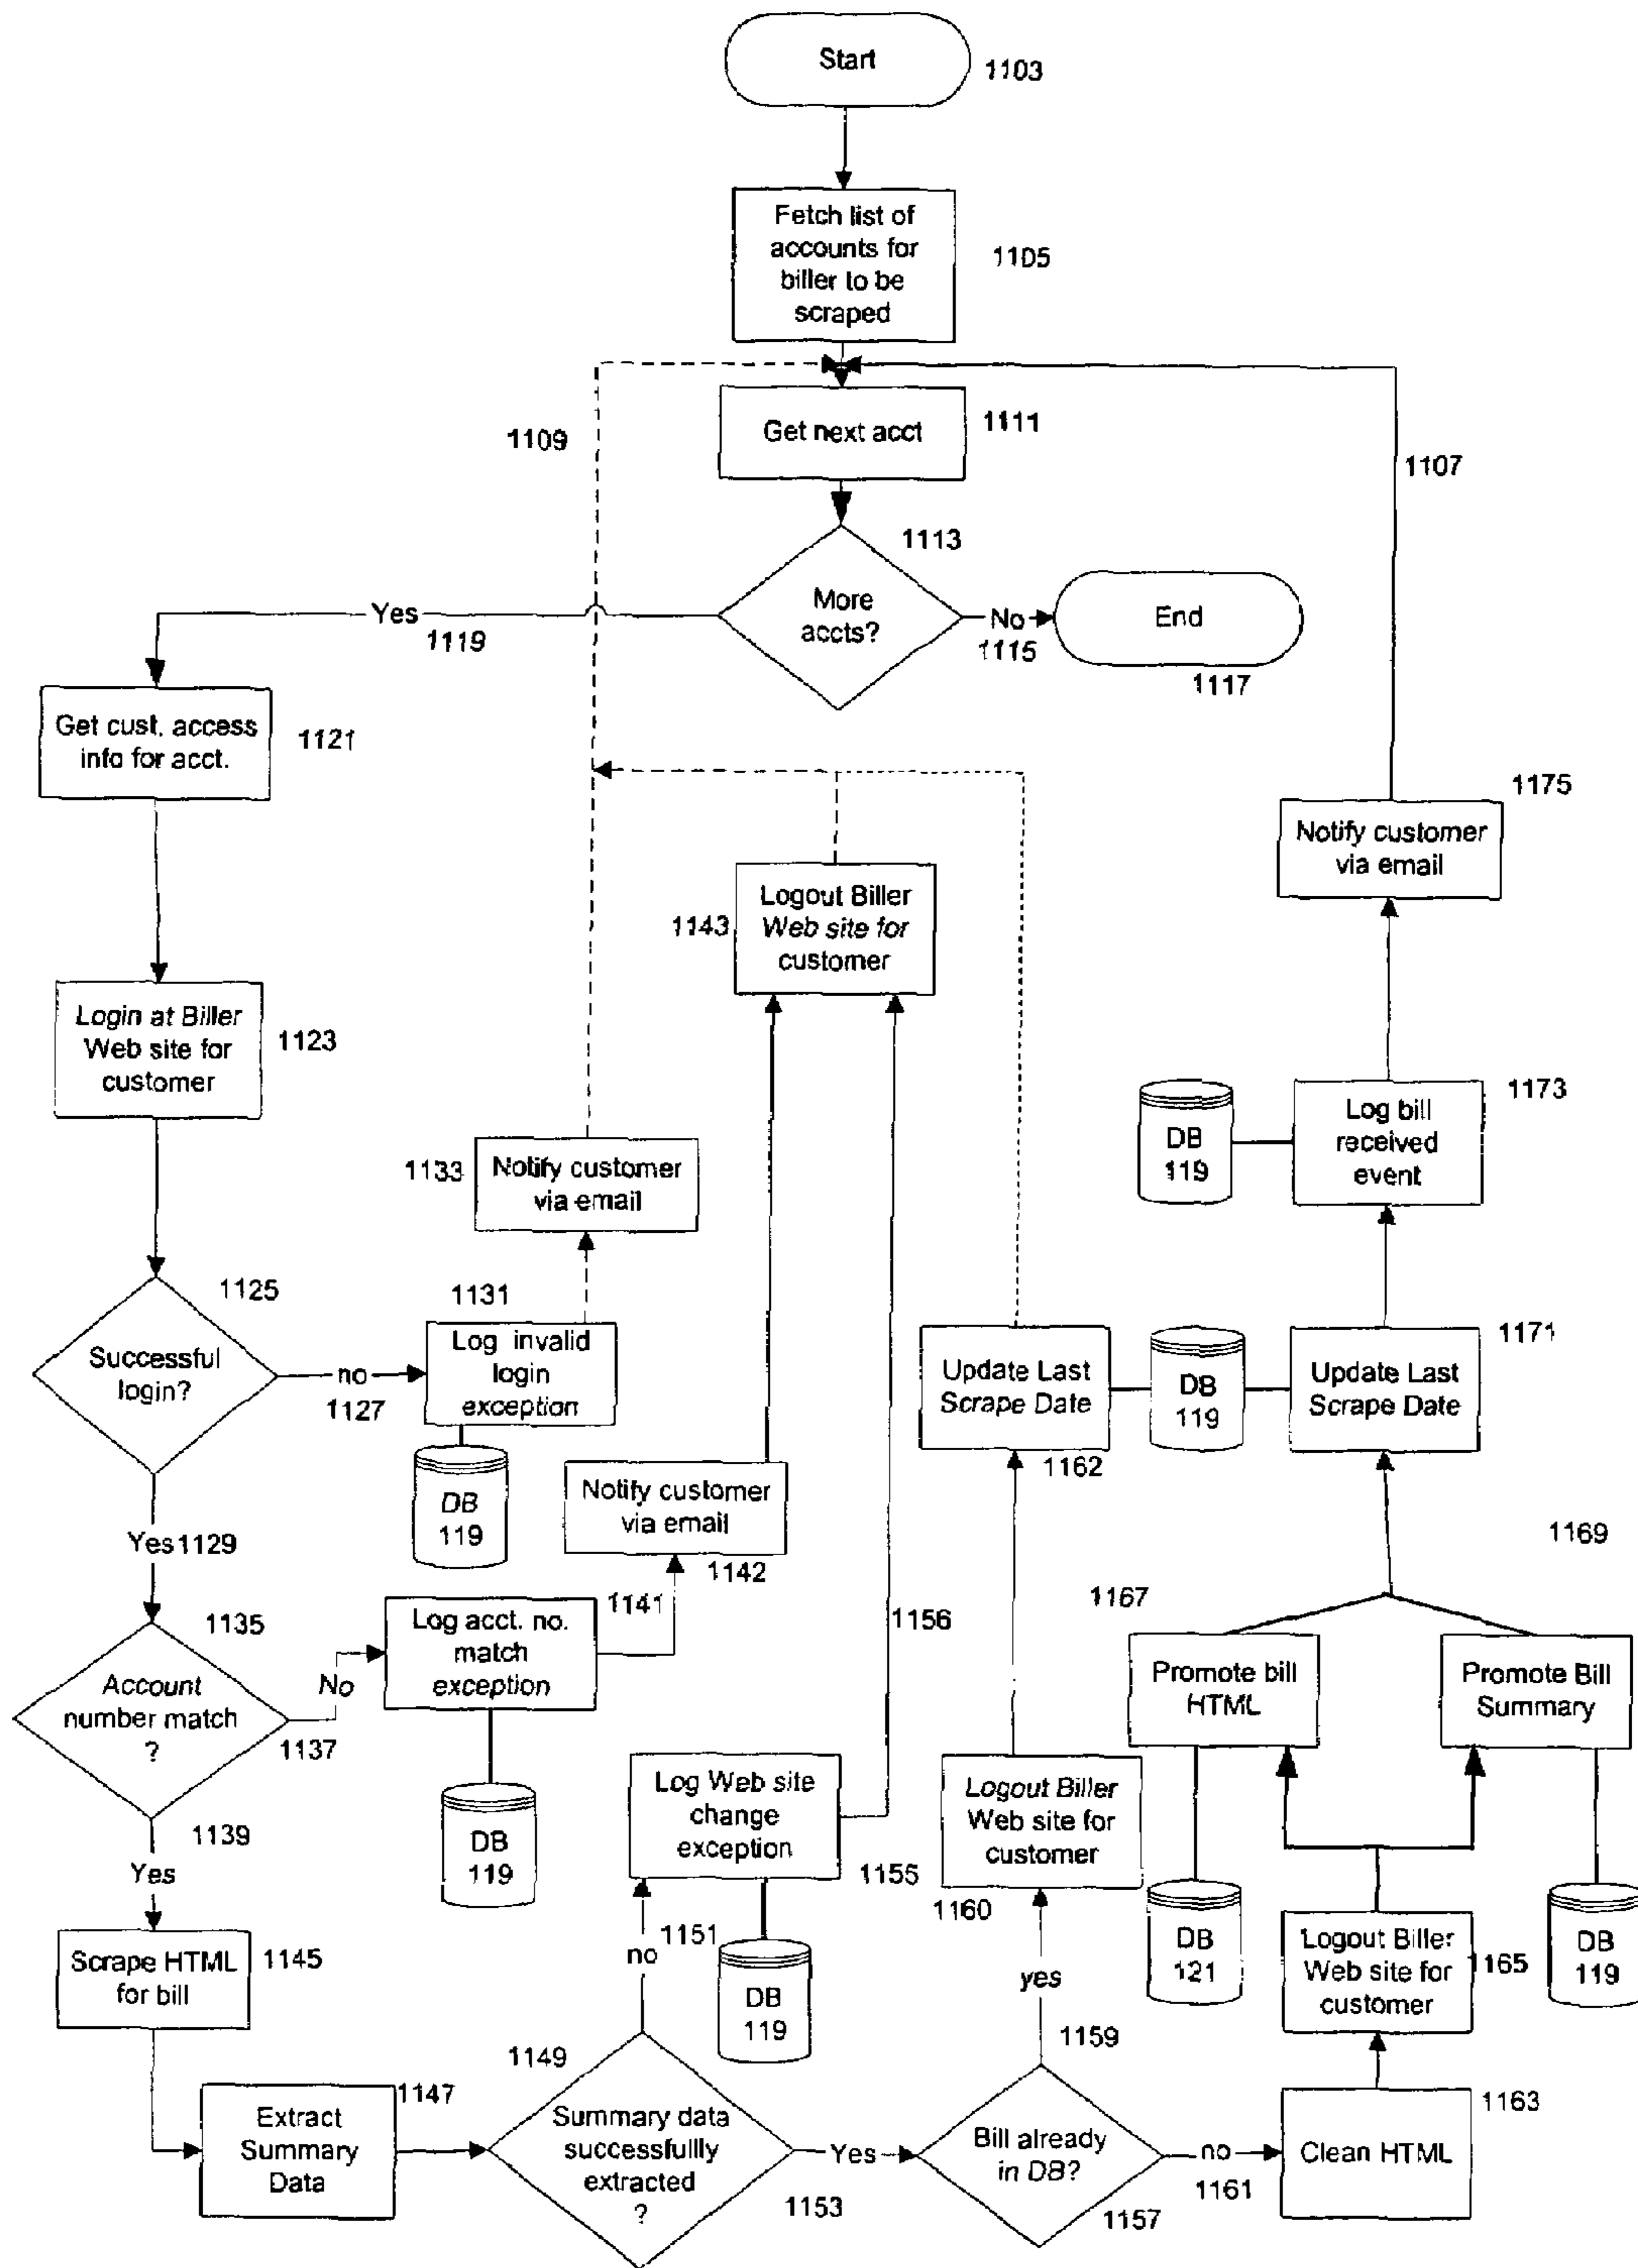 Start
1103
Fetch list of
accounts for
biller to be
scraped
1105
Get next acct
1111
1109
1107
1113
More
accts?
Yes
1119
No
1115
End
1117
Get cust. access
info for acct.
1121
1175
Notify customer
via email
Logout Biller
Web site for
customer
1143
Login at Biller
Web site for
customer
1123
1173
Log bill
received
event
DB
119
1133
Notify customer
via email
1125
Successful
login?
no
1127
1131
Log invalid
login
exception
DB
119
Update Last
Scrape Date
1162
DB
119
1171
Update Last
Scrape Date
Notify customer
via email
1142
Yes 1129
1169
1135
Account
number match
?
No
1137
Log acct. no.
match
exception
1141
DB
119
1156
1167
Promote bill
HTML
Promote Bill
Summary
Log Web site
change
exception
1155
DB
119
Logout Biller
Web site for
customer
1160
1139
Yes
DB
121
Logout Biller
Web site for
customer
1165
DB
119
Scrape HTML
for bill
1145
1151
no
yes
1159
1147
Extract
Summary
Data
1149
Summary data
successfullly
extracted
?
Yes
1153
Bill already
in DB?
1157
no
1161
Clean HTML
1163